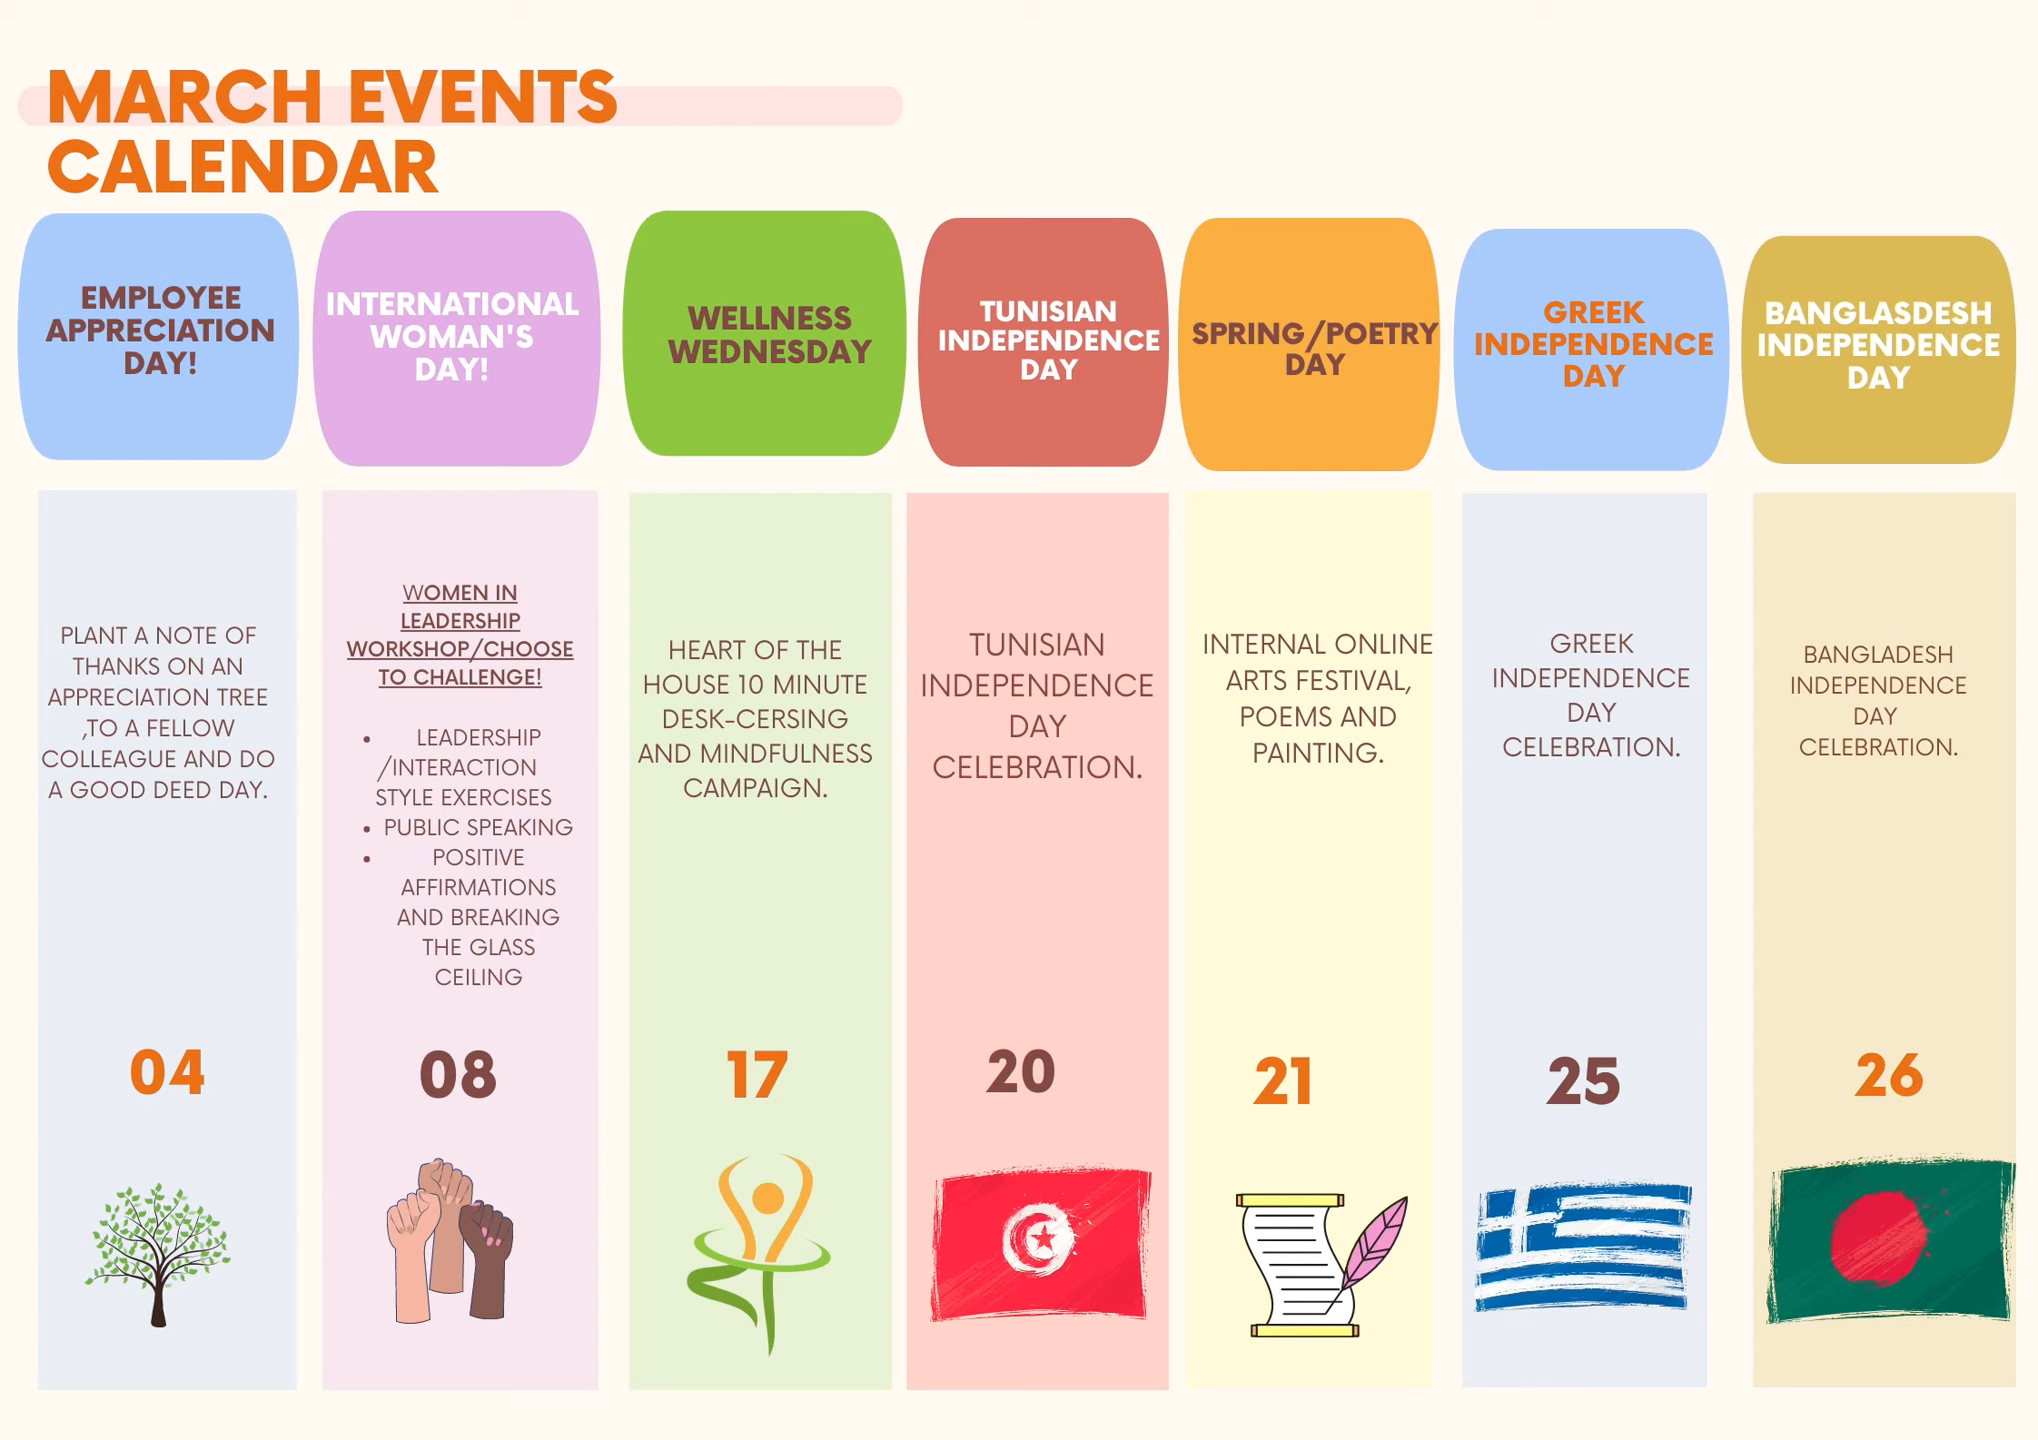 MARCH EVENTS
CALENDAR
EMPLOYEE
APPRECIATION
DAY!
PLANT A NOTE OF
THANKS ON AN
APPRECIATION TREE
,TO A FELLOW
COLLEAGUE AND DO
A GOOD DEED DAY.
04
INTERNATIONAL
WOMAN'S
DAY!
WOMEN IN
LEADERSHIP
WORKSHOP/CHOOSE
TO CHALLENGE!
• LEADERSHIP
/INTERACTION
STYLE EXERCISES
• PUBLIC SPEAKING
• POSITIVE
AFFIRMATIONS
AND BREAKING
THE GLASS
CEILING
08
WELLNESS
WEDNESDAY
HEART OF THE
HOUSE 10 MINUTE
DESK-CERSING
AND MINDFULNESS
CAMPAIGN.
17
TUNISIAN
INDEPENDENCE
DAY
TUNISIAN
INDEPENDENCE
DAY
CELEBRATION.
20
SPRING/POETRY
DAY
INTERNAL ONLINE
ARTS FESTIVAL,
POEMS AND
PAINTING.
21
GREEK
INDEPENDENCE
DAY
GREEK
INDEPENDENCE
DAY
CELEBRATION.
25
BANGLASDESH
INDEPENDENCE
DAY
BANGLADESH
INDEPENDENCE
DAY
CELEBRATION.
26